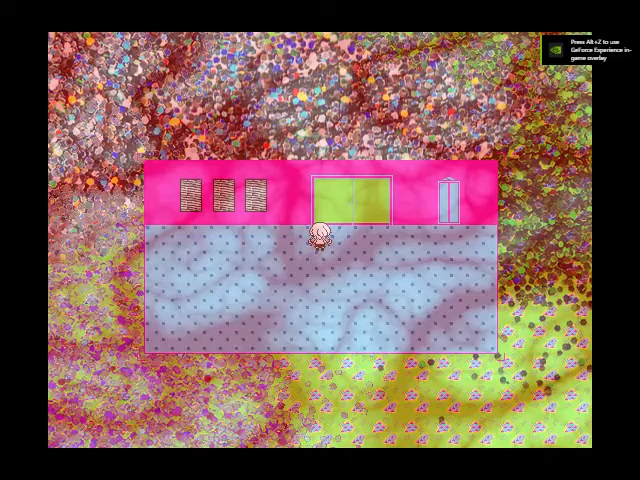 Press Alt+Z to use
GeForce Experience in-
game overlay